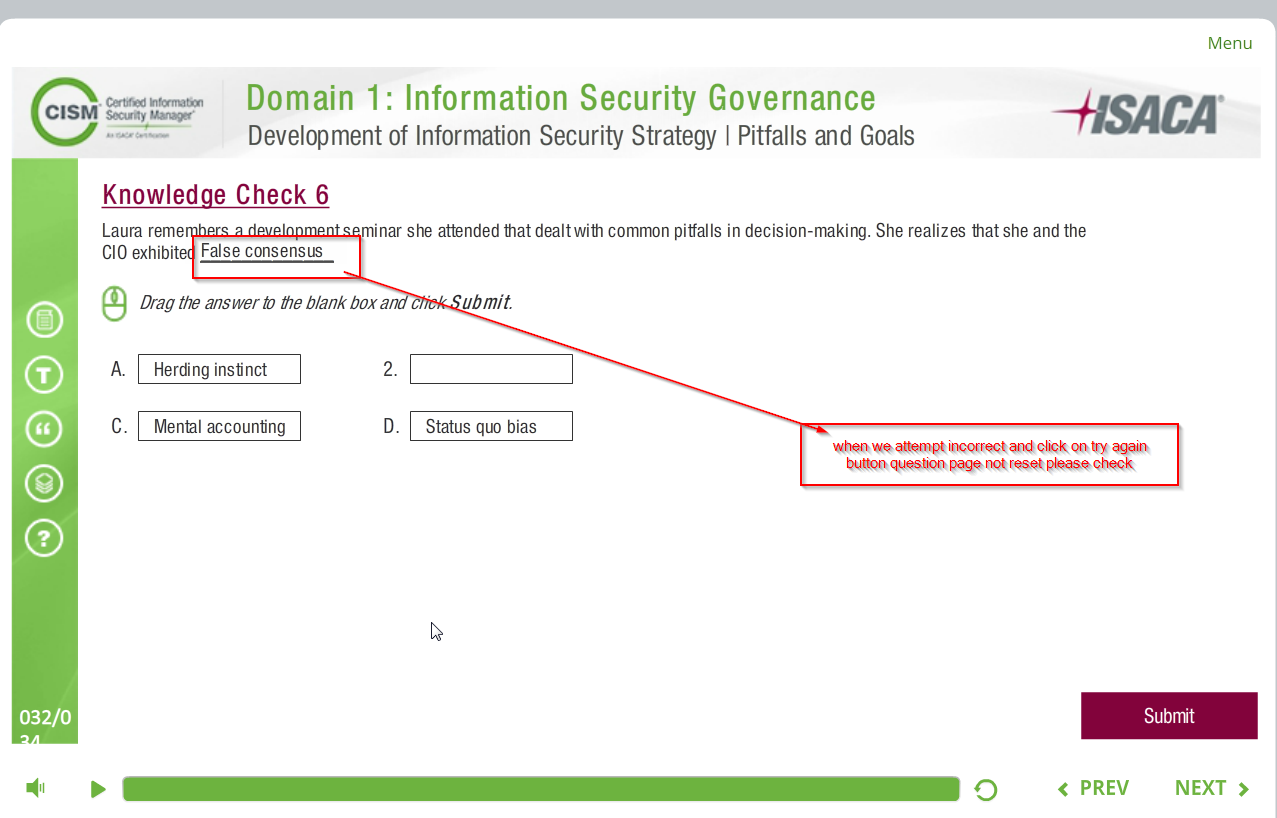 Menu
CISM
Certified Information
Security Manager®
An ISACA® Certification
Domain 1: Information Security Governance
Development of Information Security Strategy | Pitfalls and Goals
ISACA®
Knowledge Check 6
Laura remembers a development seminar she attended that dealt with common pitfalls in decision-making. She realizes that she and the
CIO exhibited False consensus
Drag the answer to the blank box and click Submit.
A. Herding instinct 2.
C. Mental accounting D. Status quo bias
when we attempt incorrect and click on try again
button question page not reset please check
T
“
?
032/0
34
Submit
PREV NEXT